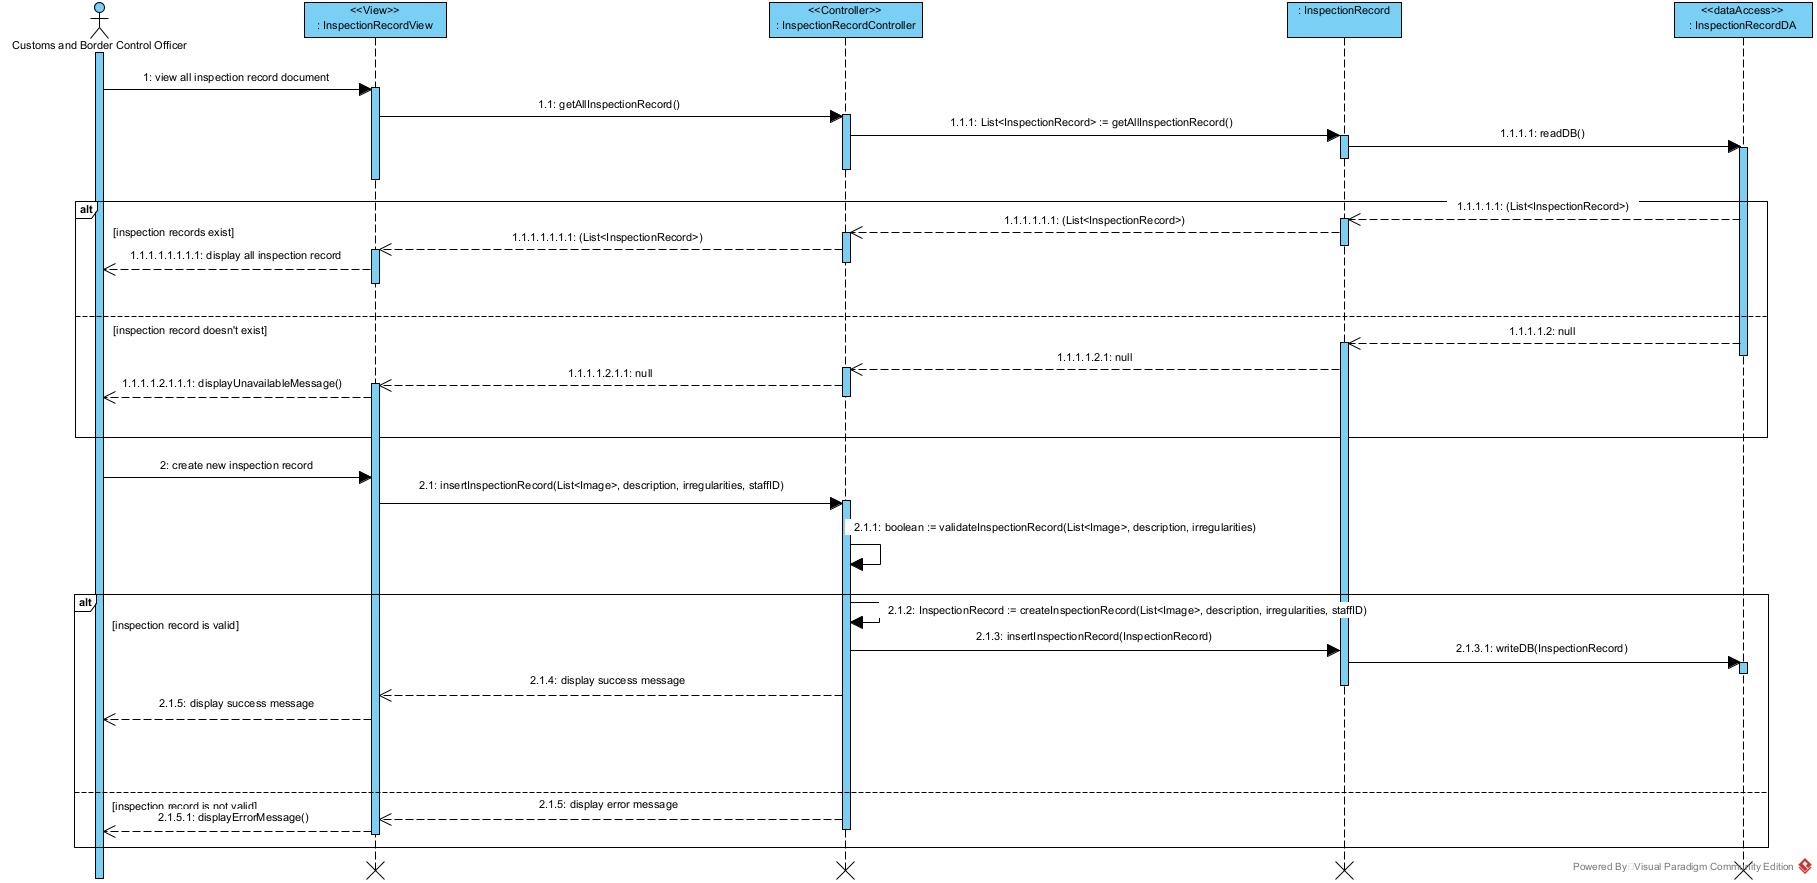 <<View>>
: InspectionRecordView
<<Controller>>
: InspectionRecordController
: InspectionRecord
<<dataAccess>>
: InspectionRecordDA
Customs and Border Control Officer
1: view all inspection record document
1.1: getAllInspectionRecord()
1.1.1: List<InspectionRecord> := getAllInspectionRecord()
1.1.1.1: readDB()
alt
1.1.1.1.1: (List<InspectionRecord>)
1.1.1.1.1.1: (List<InspectionRecord>)
[inspection records exist]
1.1.1.1.1.1.1: (List<InspectionRecord>)
1.1.1.1.1.1.1.1: display all inspection record
[inspection record doesn't exist]
1.1.1.1.2: null
1.1.1.1.2.1: null
1.1.1.1.2.1.1: null
1.1.1.1.2.1.1.1: displayUnavailableMessage()
2: create new inspection record
2.1: insertInspectionRecord(List<Image>, description, irregularities, staffID)
2.1.1: boolean := validateInspectionRecord(List<Image>, description, irregularities)
alt
2.1.2: InspectionRecord := createInspectionRecord(List<Image>, description, irregularities, staffID)
[inspection record is valid]
2.1.3: insertInspectionRecord(InspectionRecord)
2.1.3.1: writeDB(InspectionRecord)
2.1.4: display success message
2.1.5: display success message
[inspection record is not valid]
2.1.5: display error message
2.1.5.1: displayErrorMessage()
Powered By Visual Paradigm Community Edition